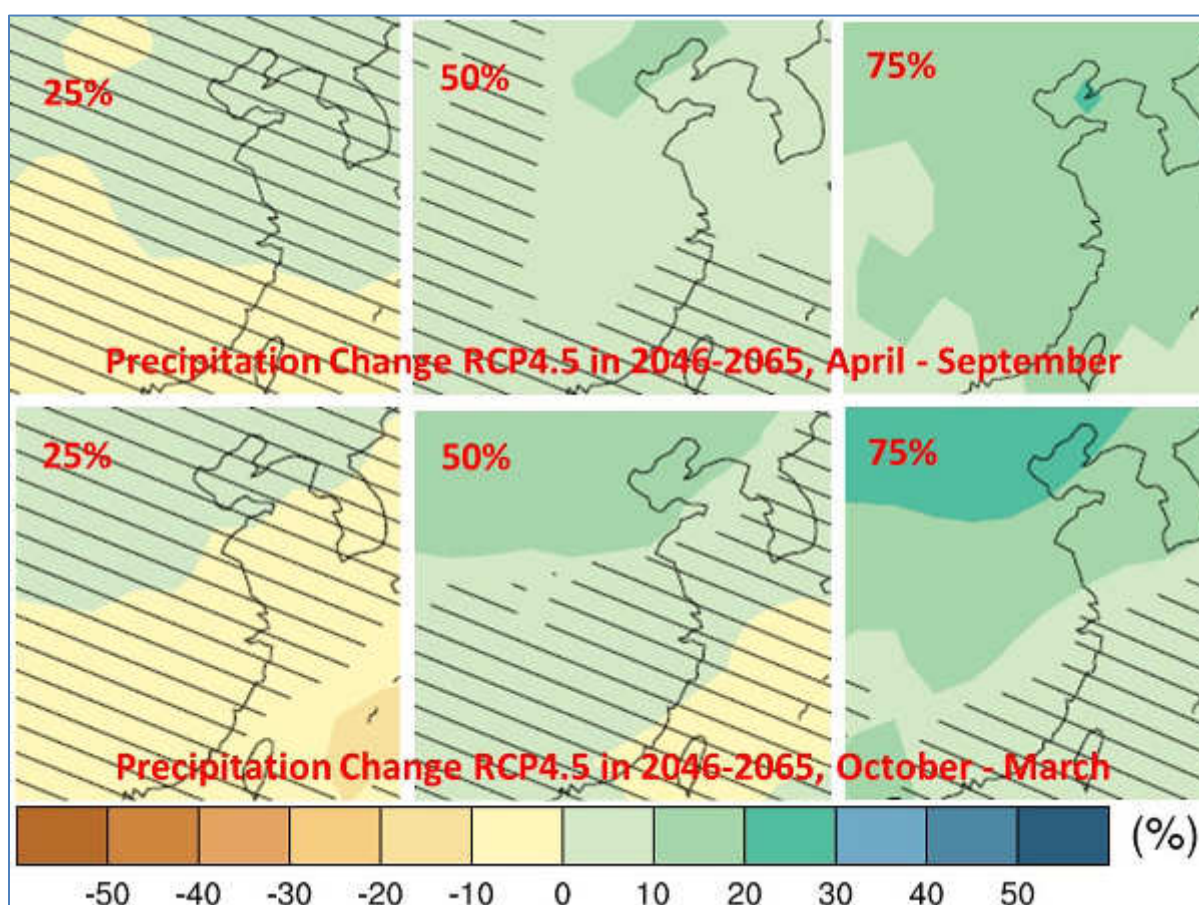 25% 50% 75%
Precipitation Change RCP4.5 in 2046-2065, April - September
25% 50% 75%
Precipitation Change RCP4.5 in 2046-2065, October - March
(%)
-50 -40 -30 -20 -10 0 10 20 30 40 50